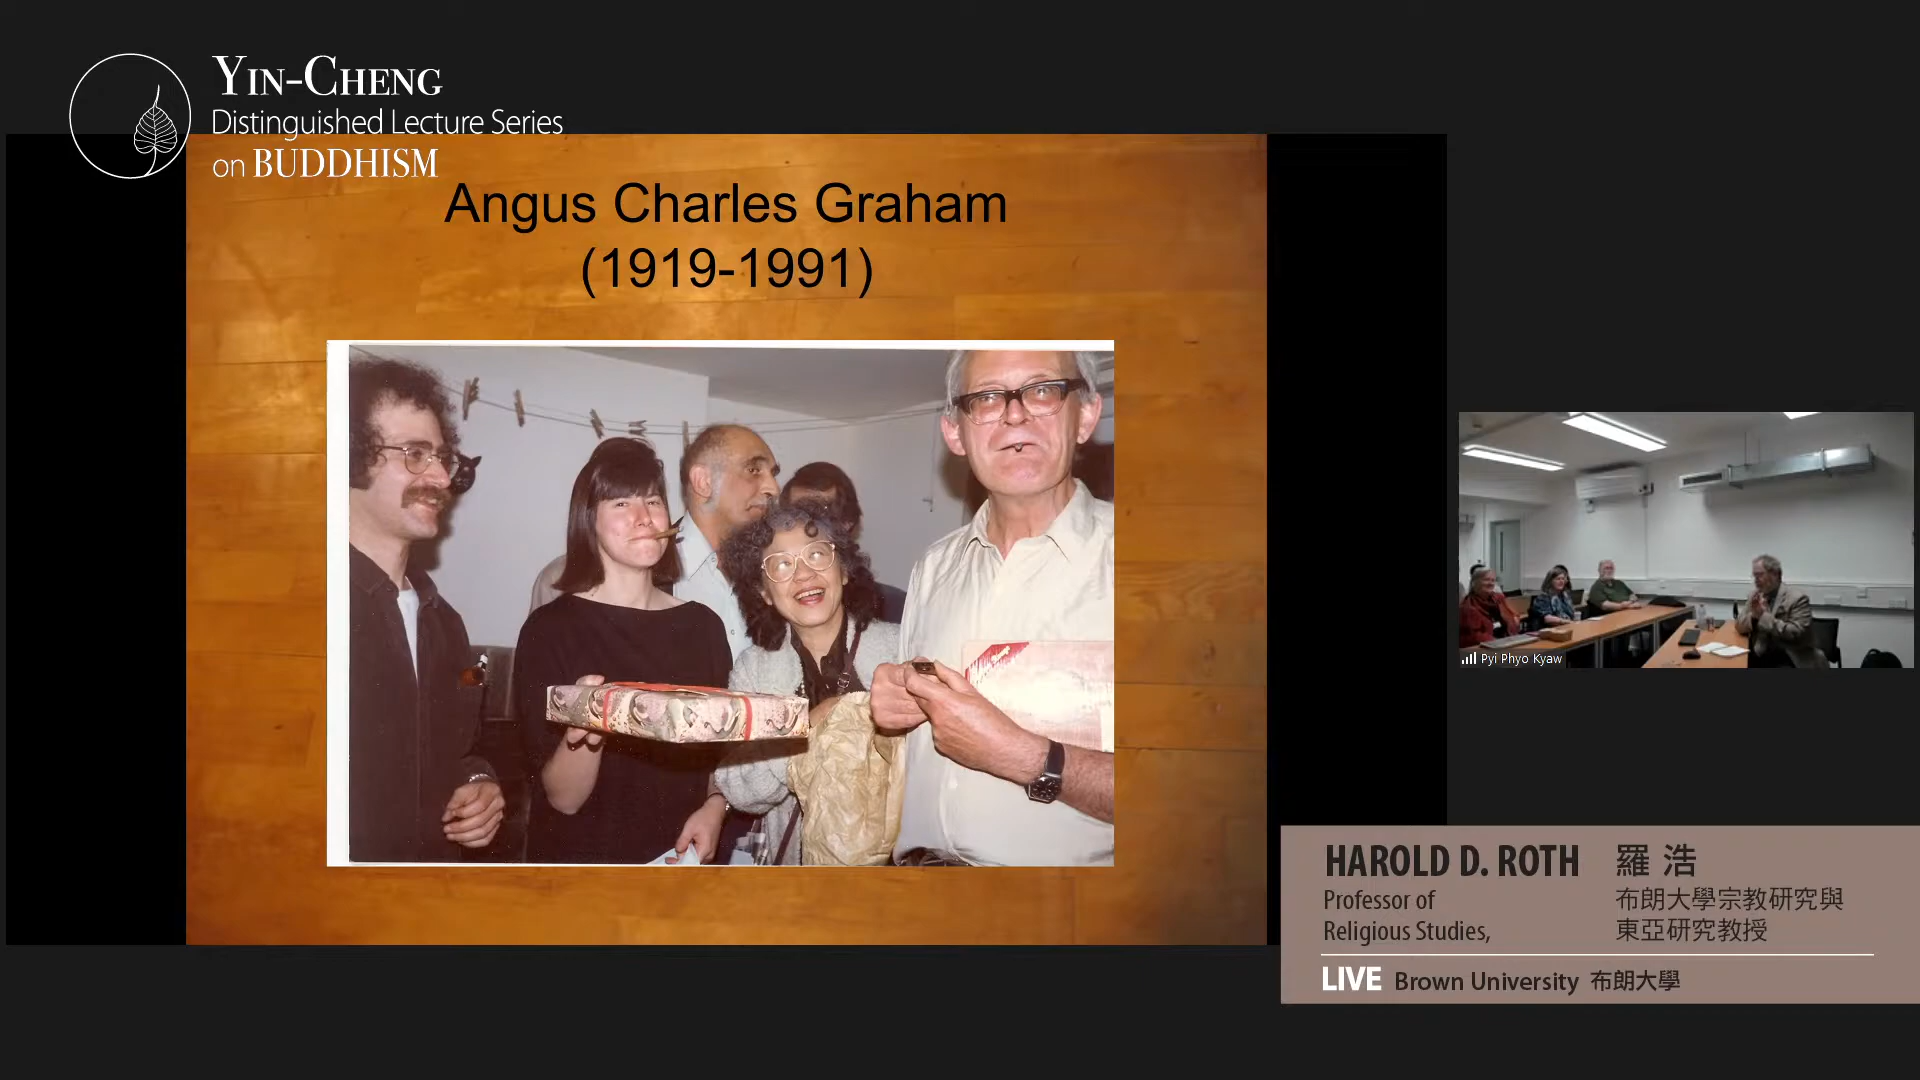 YIN-CHENG
Distinguished Lecture Series
on BUDDHISM
Angus Charles Graham
(1919-1991)
Pyi Phyo Kyaw
HAROLD D. ROTH 羅 浩
Professor of
Religious Studies,
布朗大學宗教研究與
東亞研究教授
LIVE Brown University 布朗大學